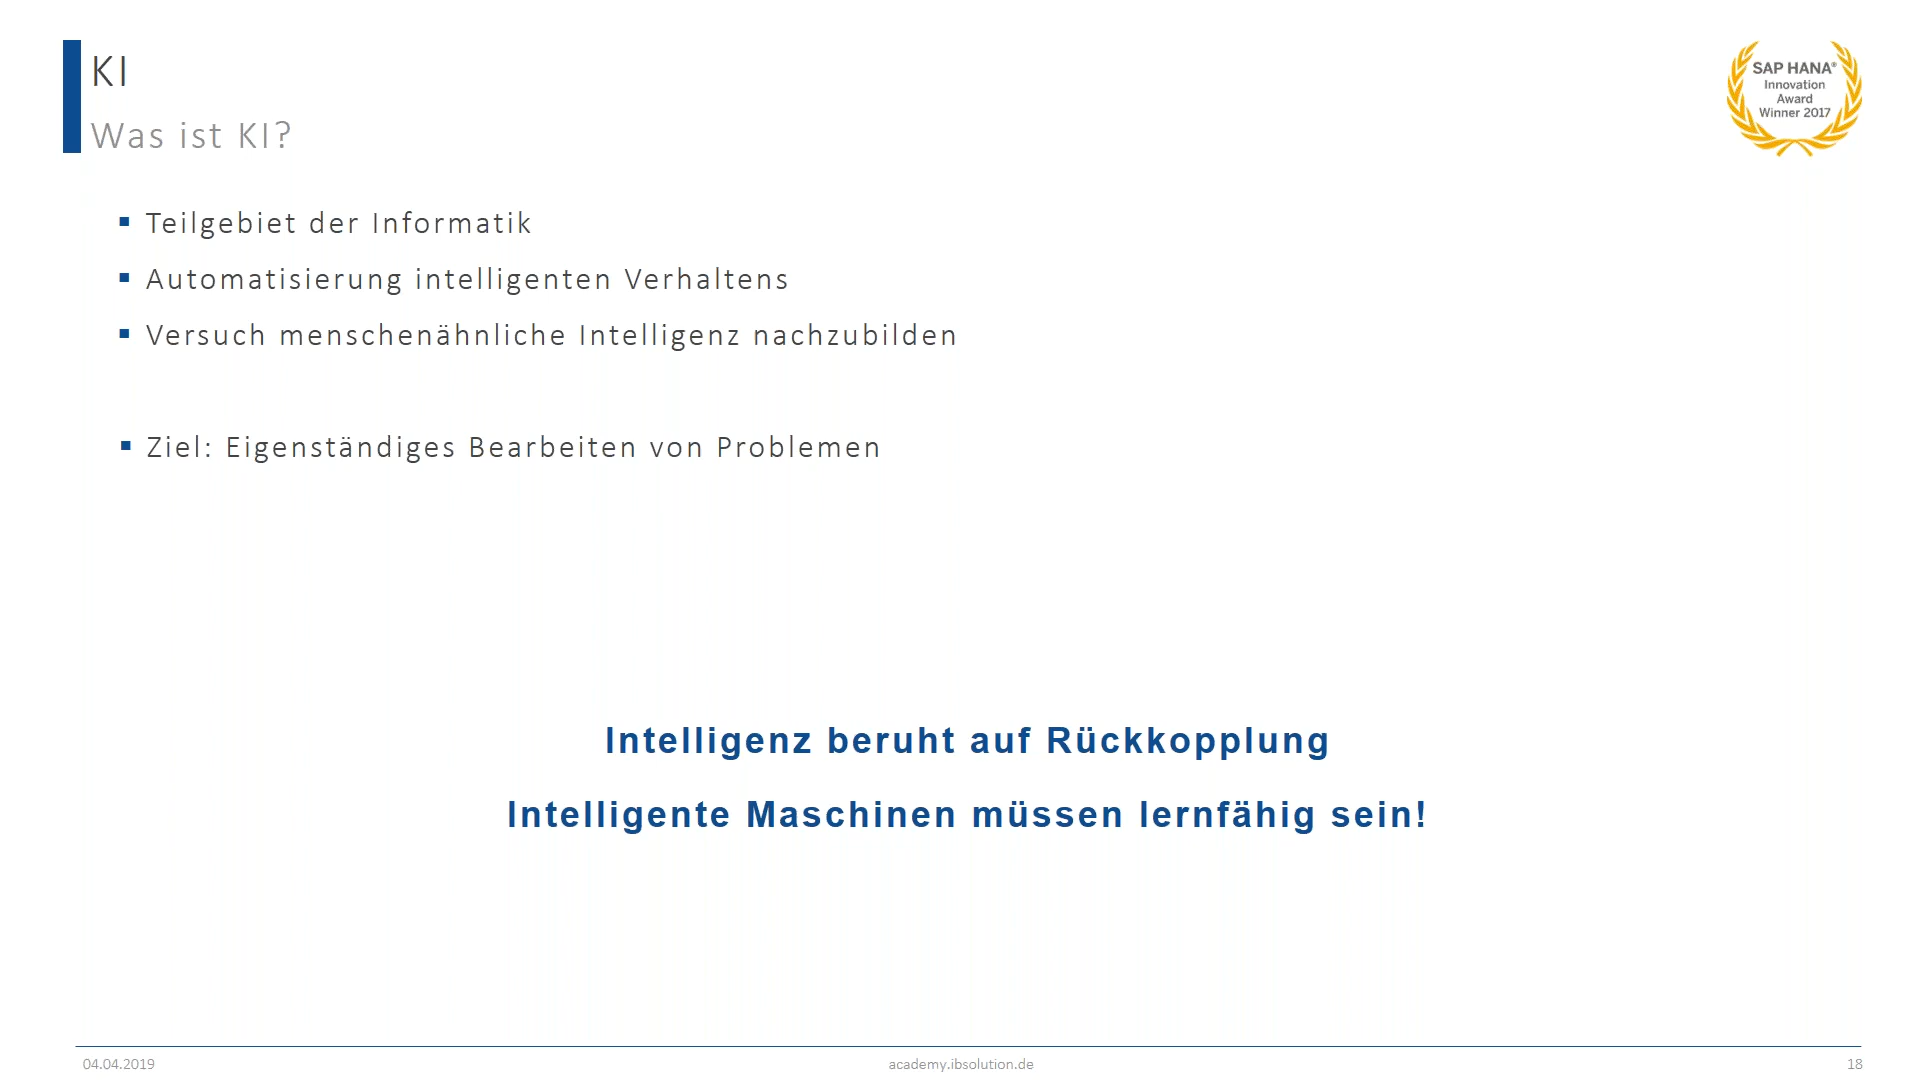 KI
Was ist KI?
SAP HANA®
Innovation
Award
Winner 2017
Teilgebiet der Informatik
Automatisierung intelligenten Verhaltens
Versuch menschenähnliche Intelligenz nachzubilden
Ziel: Eigenständiges Bearbeiten von Problemen
Intelligenz beruht auf Rückkopplung
Intelligente Maschinen müssen lernfähig sein!
04.04.2019
academy.ibsolution.de
18